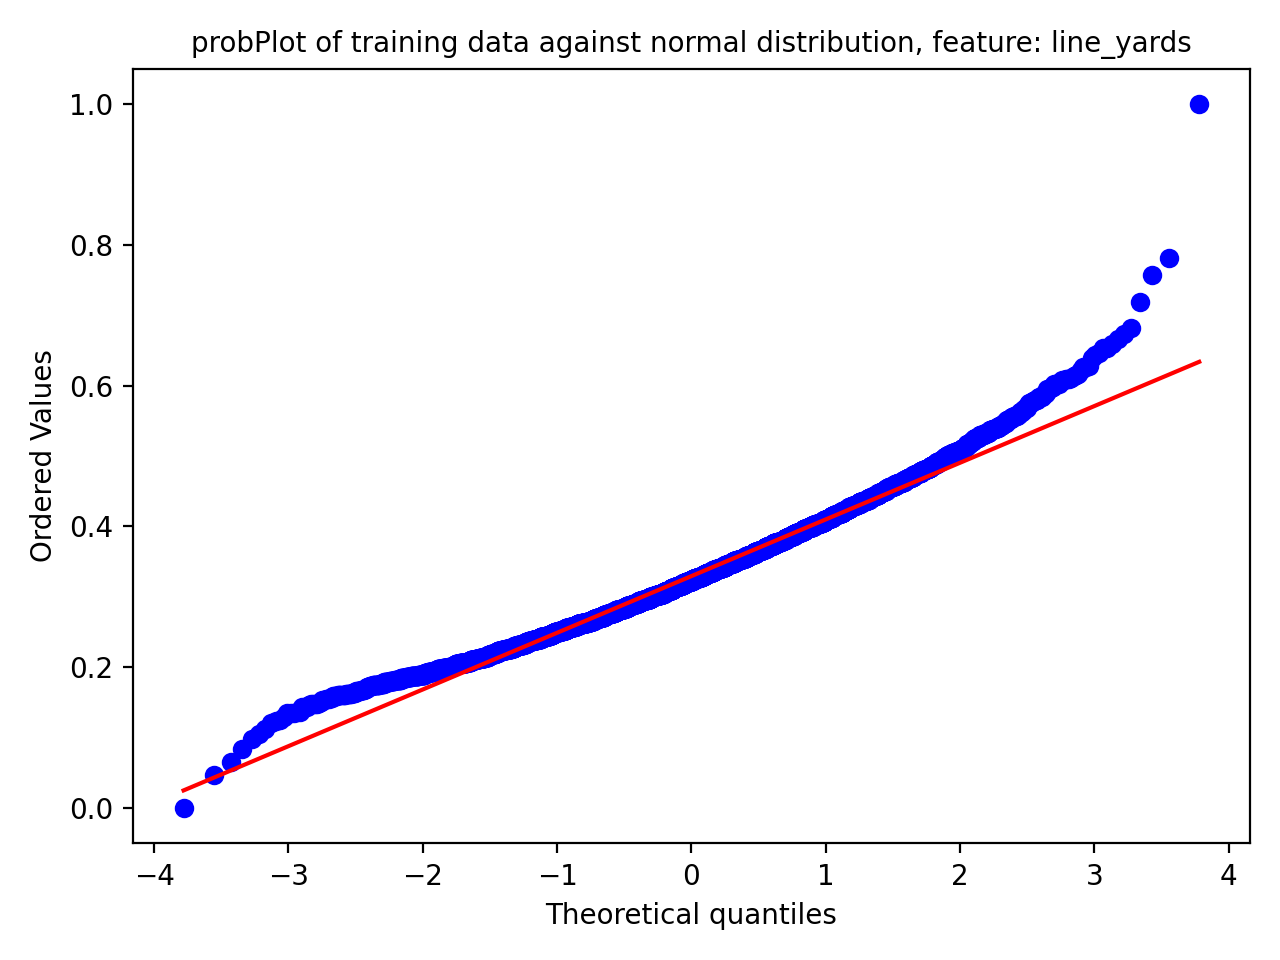 probPlot of training data against normal distribution, feature: line_yards
1.0
0.8
0.6
0.4
0.2
0.0
Ordered Values
−4 −3 −2 −1 0 1 2 3 4
Theoretical quantiles